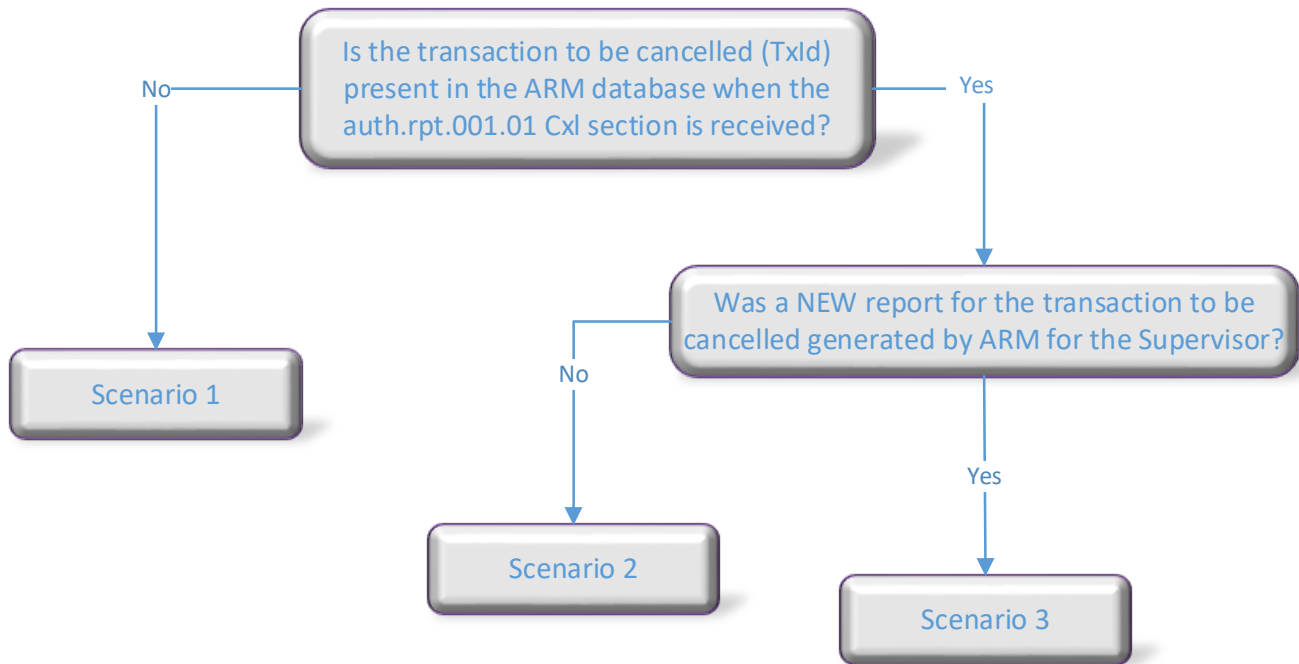 Is the transaction to be cancelled (TxId)
present in the ARM database when the
auth.rpt.001.01 Cxl section is received?
No
Yes
Was a NEW report for the transaction to be
cancelled generated by ARM for the Supervisor?
No
Scenario 1
Yes
Scenario 2
Scenario 3